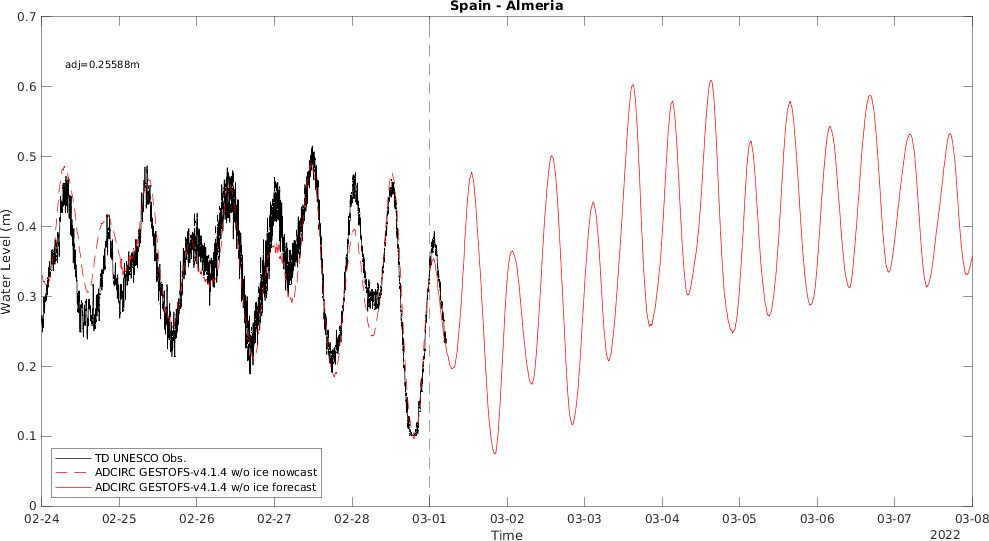 Spain - Almeria
0.7
0.6
0.5
0.4
0.3
0.2
0.1
0
Water Level (m)
adj=0.25588m
TD UNESCO Obs.
ADCIRC GESTOFS-v4.1.4 w/o ice nowcast
ADCIRC GESTOFS-v4.1.4 w/o ice forecast
02-24 02-25 02-26 02-27 02-28 03-01 03-02 03-03 03-04 03-05 03-06 03-07 03-08
Time
2022